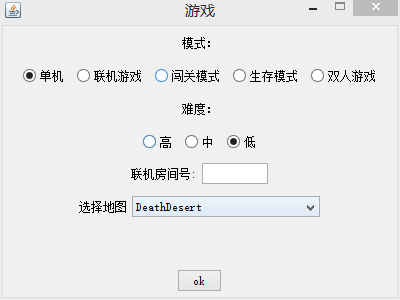 游戏
模式：
单机 联机游戏 闯关模式 生存模式 双人游戏
难度：
高 中 低
联机房间号：
选择地图 DeathDesert
ok